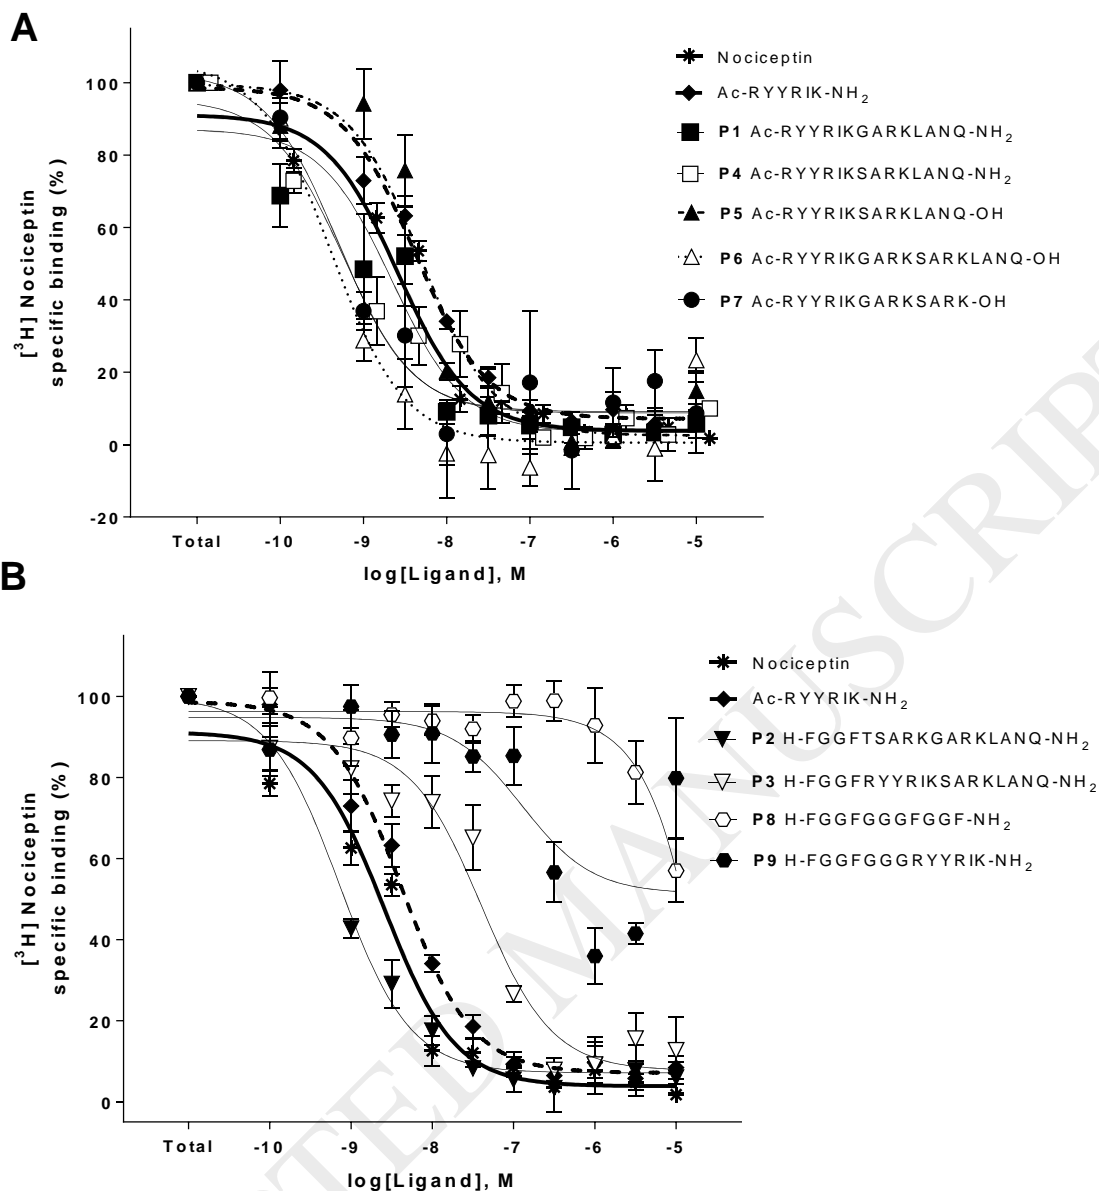 A
[³H] Nociceptin
specific binding (%)
100
80
60
40
20
0
-20
Total -10 -9 -8 -7 -6 -5
log[Ligand], M
Nociceptin
Ac-RYYRIK-NH₂
P1 Ac-RYYRIKGARKLANQ-NH₂
P4 Ac-RYYRIKSARKLANQ-NH₂
P5 Ac-RYYRIKSARKLANQ-OH
P6 Ac-RYYRIKGARKSARKLANQ-OH
P7 Ac-RYYRIKGARKSARK-OH
B
[³H] Nociceptin
specific binding (%)
100
80
60
40
20
0
Total -10 -9 -8 -7 -6 -5
log[Ligand], M
Nociceptin
Ac-RYYRIK-NH₂
P2 H-FGGFTSARKGARKLANQ-NH₂
P3 H-FGGFRYYRIKSARKLANQ-NH₂
P8 H-FGGFGGGFGGF-NH₂
P9 H-FGGFGGGRYYRIK-NH₂
TED MANUSCRIPT